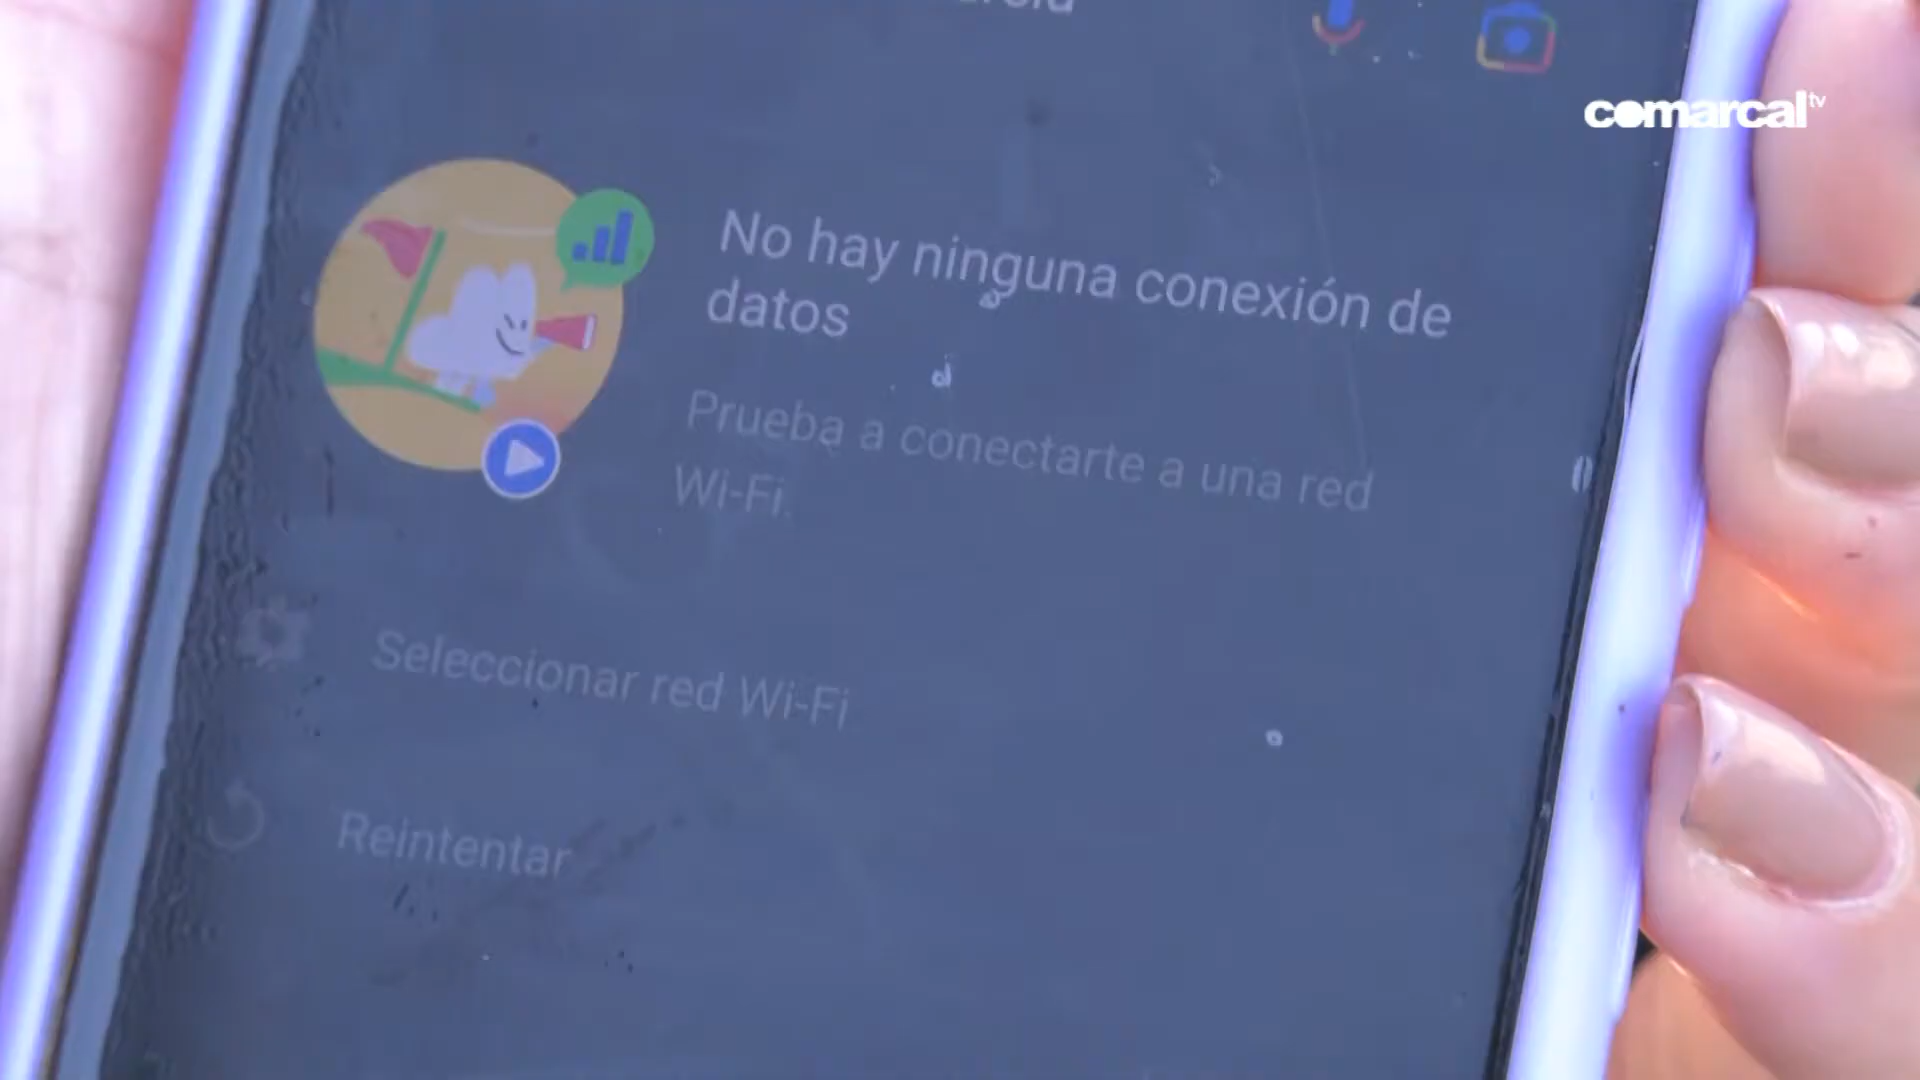 comarcal tv
No hay ninguna conexión de
datos
Prueba a conectarte a una red
Wi-Fi.
Seleccionar red Wi-Fi
Reintentar